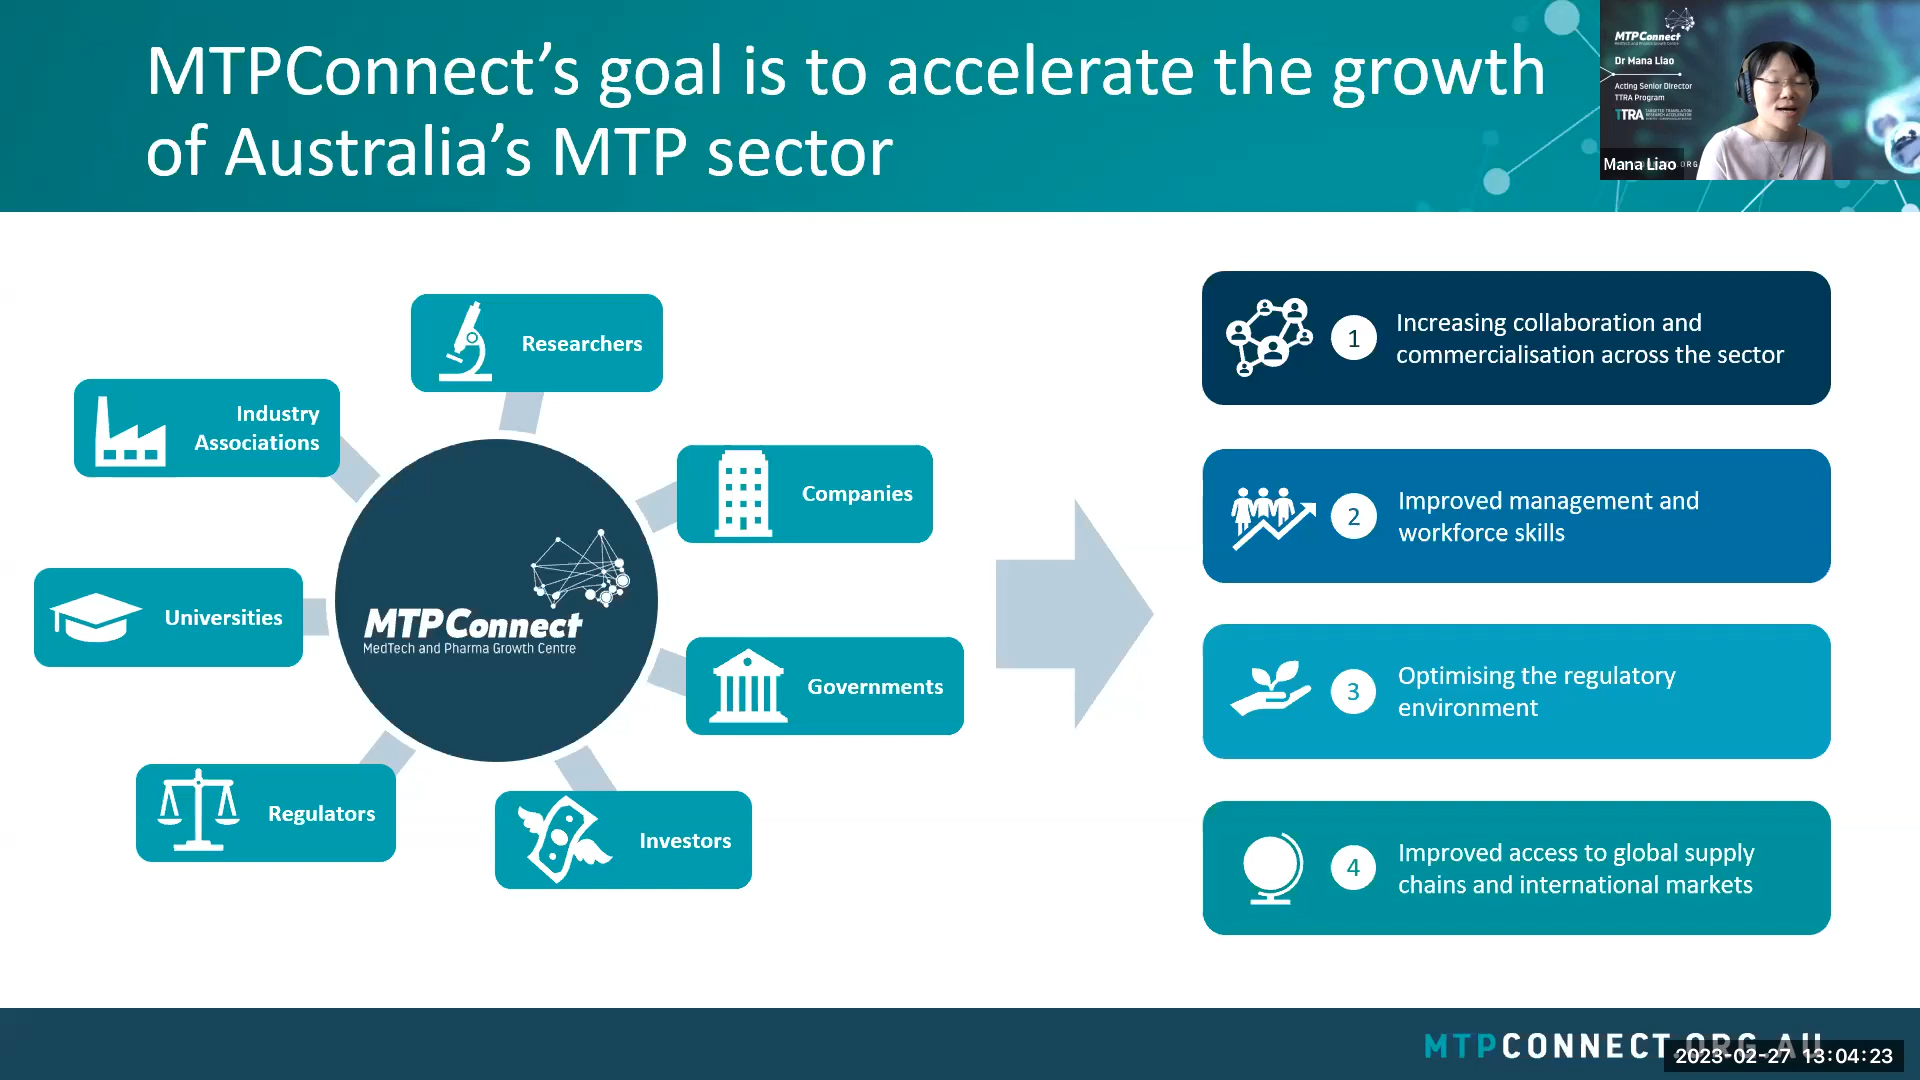 MTPConnect’s goal is to accelerate the growth
of Australia’s MTP sector
MTPConnect
Dr Mana Liao
Acting Senior Director
TTRA Program
TTRA
Mana Liao
Researchers
Industry
Associations
Companies
Universities
MTPConnect
MedTech and Pharma Growth Centre
Governments
Regulators
Investors
1
Increasing collaboration and
commercialisation across the sector
2
Improved management and
workforce skills
3
Optimising the regulatory
environment
4
Improved access to global supply
chains and international markets
MTPCONNECT.ORG.AU
2023-02-27 13:04:23